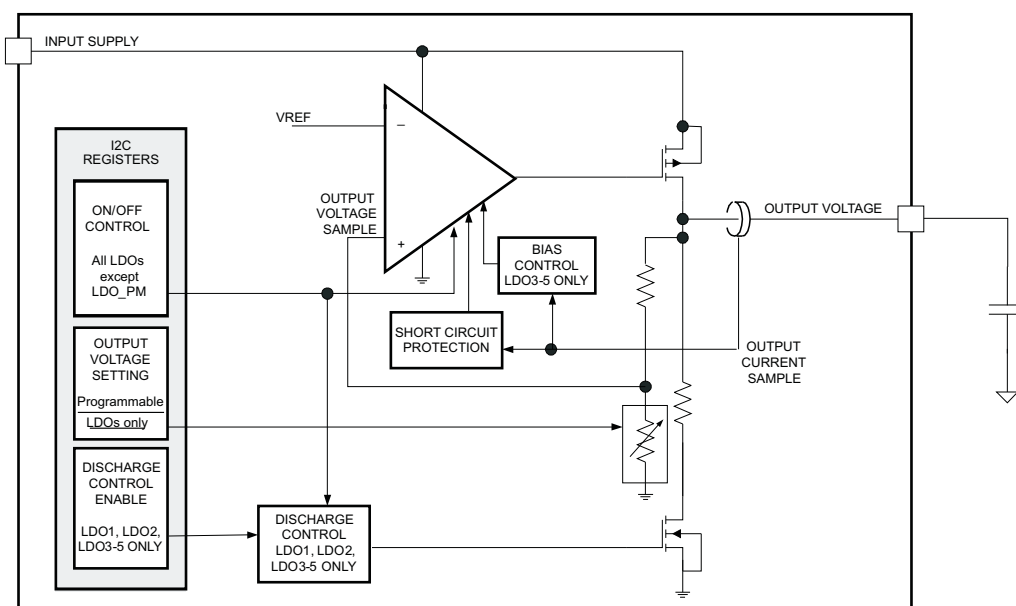 INPUT SUPPLY
VREF
−
I2C
REGISTERS
ON/OFF
CONTROL
All LDOs
except
LDO_PM
OUTPUT
VOLTAGE
SAMPLE
+
OUTPUT VOLTAGE
BIAS
CONTROL
LDO3-5 ONLY
SHORT CIRCUIT
PROTECTION
OUTPUT
CURRENT
SAMPLE
OUTPUT
VOLTAGE
SETTING
Programmable
LDOs only
DISCHARGE
CONTROL
ENABLE
LDO1, LDO2,
LDO3-5 ONLY
DISCHARGE
CONTROL
LDO1, LDO2,
LDO3-5 ONLY